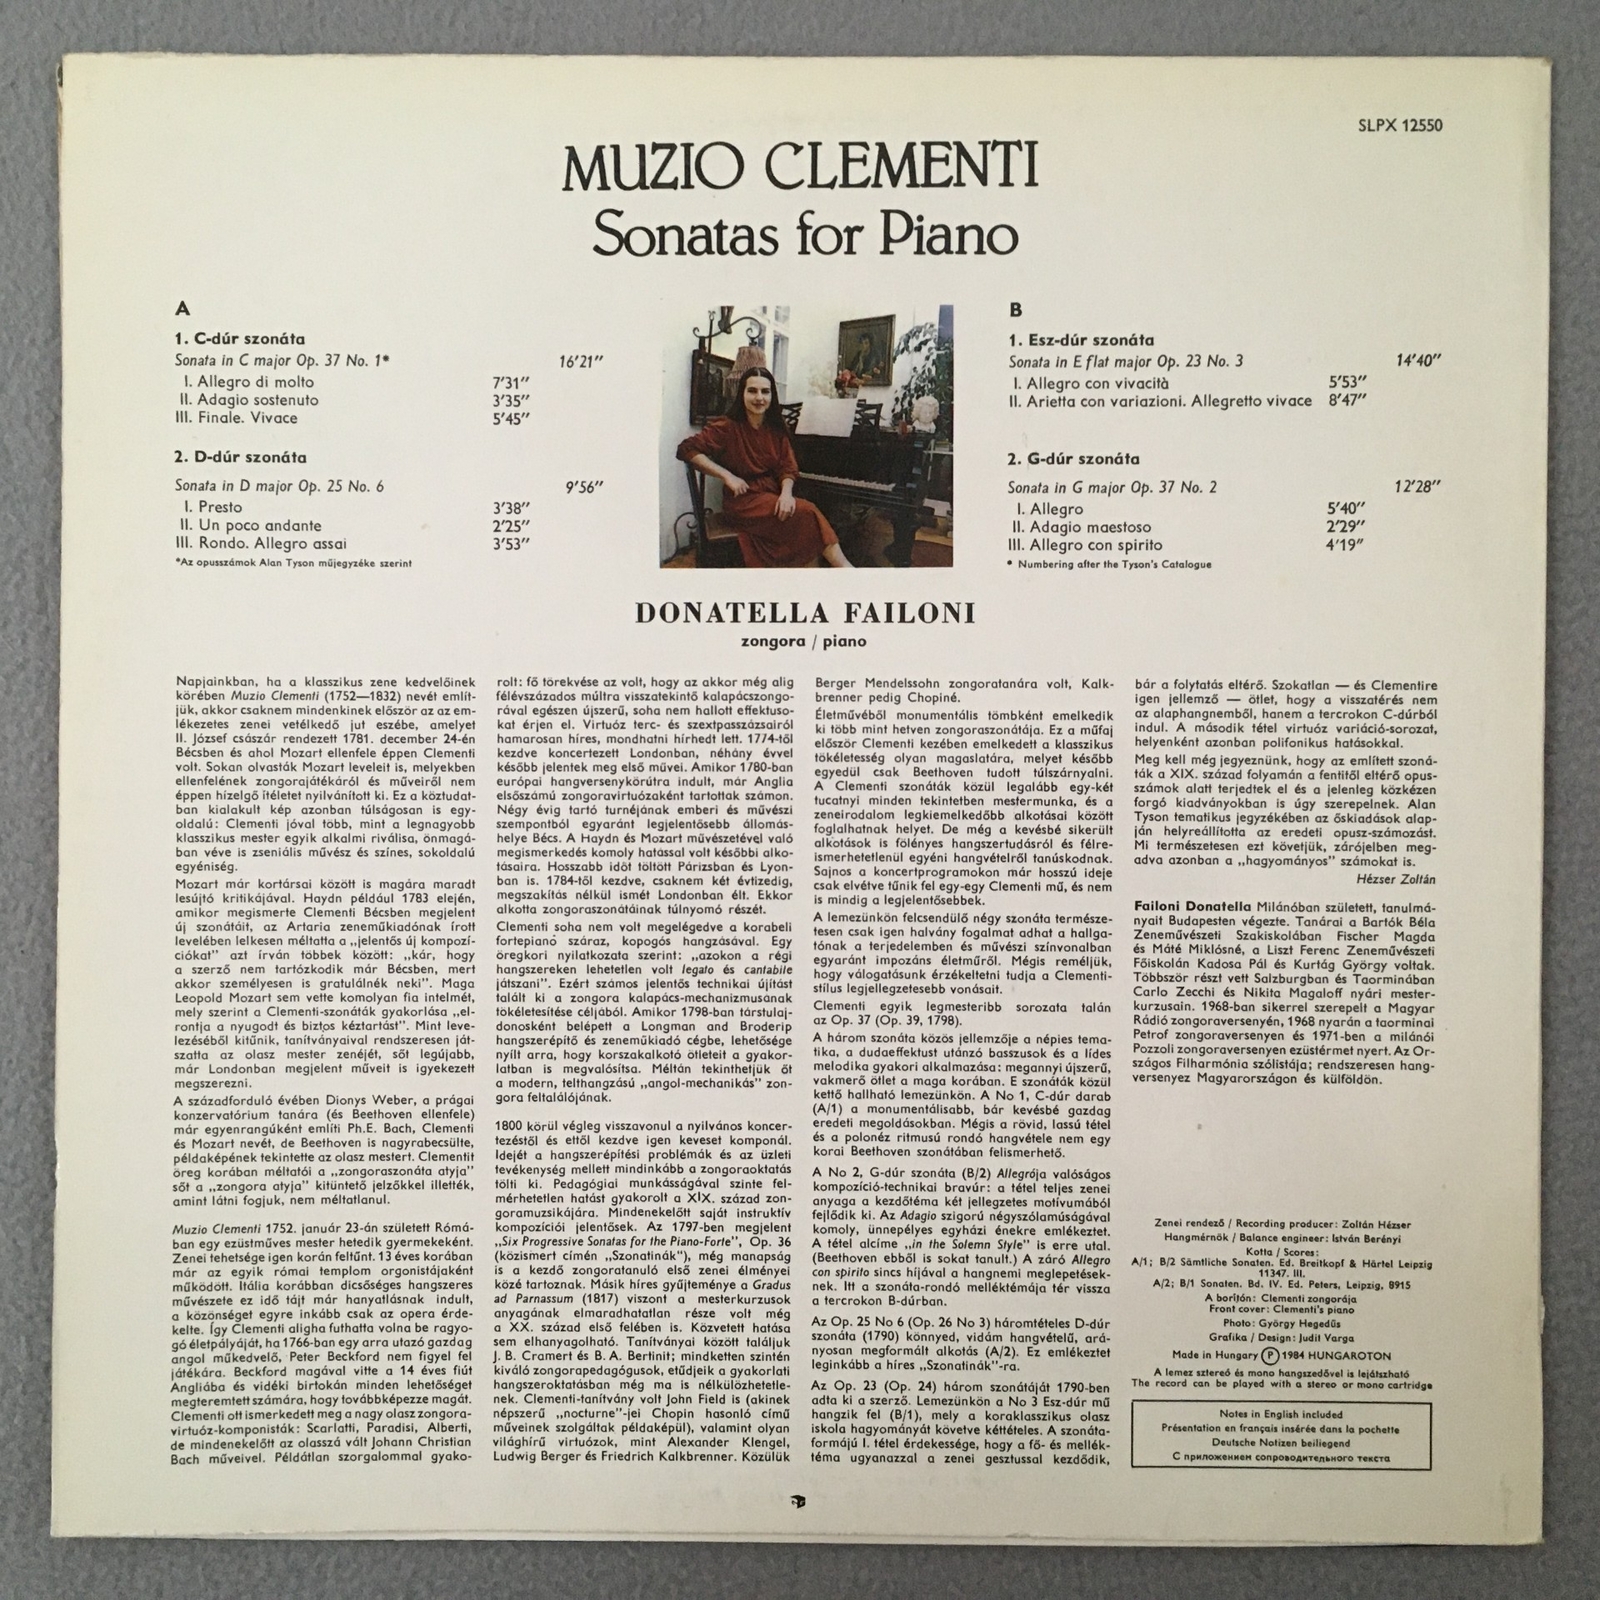 SLPX 12550
MUZIO CLEMENTI
Sonatas for Piano
A
1. C-dúr szonáta
Sonata in C major Op. 37 No. 1* 16'21''
I. Allegro di molto 7'31''
II. Adagio sostenuto 3'35''
III. Finale. Vivace 5'45''
2. D-dúr szonáta
Sonata in D major Op. 25 No. 6 9'56''
I. Presto 3'38''
II. Un poco andante 2'25''
III. Rondo. Allegro assai 3'53''
*Az opusszámok Alan Tyson műjegyzéke szerint
B
1. Esz-dúr szonáta
Sonata in E flat major Op. 23 No. 3 14'40''
I. Allegro con vivacità 5'53''
II. Arietta con variazioni. Allegretto vivace 8'47''
2. G-dúr szonáta
Sonata in G major Op. 37 No. 2 12'28''
I. Allegro 5'40''
II. Adagio maestoso 2'29''
III. Allegro con spirito 4'19''
* Numbering after the Tyson's Catalogue
DONATELLA FAILONI
zongora / piano
Napjainkban, ha a klasszikus zene kedvelőinek
körében Muzio Clementi (1752—1832) nevét említ-
jük, akkor csaknem mindenkinek először az az em-
lékezetes zenei vetélkedő jut eszébe, amelyet
II. József császár rendezett 1781. december 24-én
Bécsben és ahol Mozart ellenfele éppen Clementi
volt. Sokan olvasták Mozart leveleit is, melyekben
ellenfelének zongorajátékáról és műveiről nem
éppen hízelgő ítéletet nyilvánított ki. Ez a köztudat-
ban kialakult kép azonban túlságosan is egy-
oldalú: Clementi jóval több, mint a legnagyobb
klasszikus mester egyik alkalmi riválisa, önmagá-
ban véve is zseniális művész és színes, sokoldalú
egyéniség.
Mozart már kortársai között is magára maradt
lesújtó kritikájával. Haydn például 1783 elején,
amikor megismerte Clementi Bécsben megjelent
új szonátáit, az Artaria zeneműkiadónak írott
levelében lelkesen méltatta a „jelentős új kompozí-
ciókat" azt írván többek között: „kár, hogy
a szerző nem tartózkodik már Bécsben, mert
akkor személyesen is gratulálnék neki". Maga
Leopold Mozart sem vette komolyan fia intelmét,
mely szerint a Clementi-szonáták gyakorlása „el-
rontja a nyugodt és biztos kéztartást". Mint leve-
lezéséből kitűnik, tanítványaival rendszeresen ját-
szatta az olasz mester zenéjét, sőt legújabb,
már Londonban megjelent műveit is igyekezett
megszerezni.
A századforduló évében Dionys Weber, a prágai
konzervatórium tanára (és Beethoven ellenfele)
már egyenrangúként említi Ph.E. Bach, Clementi
és Mozart nevét, de Beethoven is nagyrabecsülte,
példaképének tekintette az olasz mestert. Clementit
öreg korában méltatói a „zongoraszonáta atyja"
sőt a „zongora atyja" kitüntető jelzőkkel illették,
amint látni fogjuk, nem méltatlanul.
Muzio Clementi 1752. január 23-án született Rómá-
ban egy ezüstműves mester hetedik gyermekeként.
Zenei tehetsége igen korán feltűnt. 13 éves korában
már az egyik római templom orgonistájaként
működött. Itália korábban dicsőséges hangszeres
művészete ez idő tájt már hanyatlásnak indult,
a közönséget egyre inkább csak az opera érde-
kelte. Így Clementi aligha futhatta volna be ragyo-
gó életpályáját, ha 1766-ban egy arra utazó gazdag
angol műkedvelő, Peter Beckford nem figyel fel
játékára. Beckford magával vitte a 14 éves fiút
Angliába és vidéki birtokán minden lehetőséget
megteremtett számára, hogy továbbképezze magát.
Clementi ott ismerkedett meg a nagy olasz zongora-
virtuóz-komponisták: Scarlatti, Paradisi, Alberti,
de mindenekelőtt az olasszá vált Johann Christian
Bach műveivel. Példátlan szorgalommal gyako-
rolt: fő törekvése az volt, hogy az akkor még alig
félévszázados múltra visszatekintő kalapácszongo-
rával egészen újszerű, soha nem hallott effektuso-
kat érjen el. Virtuóz terc- és szextpasszázsairól
hamarosan híres, mondhatni hírhedt lett. 1774-től
kezdve koncertezett Londonban, néhány évvel
később jelentek meg első művei. Amikor 1780-ban
európai hangversenykörútra indult, már Anglia
elsőszámú zongoravirtuózaként tartottak számon.
Négy évig tartó turnéjának emberi és művészi
szempontból egyaránt legjelentősebb állomás-
helye Bécs. A Haydn és Mozart művészetével való
megismerkedés komoly hatással volt későbbi alko-
tásaira. Hosszabb időt töltött Párizsban és Lyon-
ban is. 1784-től kezdve, csaknem két évtizedig,
megszakítás nélkül ismét Londonban élt. Ekkor
alkotta zongoraszonátáinak túlnyomó részét.
Clementi soha nem volt megelégedve a korabeli
fortepiano száraz, kopogós hangzásával. Egy
öregkori nyilatkozata szerint: „azokon a régi
hangszereken lehetetlen volt legato és cantabile
játszani". Ezért számos jelentős technikai újítást
talált ki a zongora kalapács-mechanizmusának
tökéletesítése céljából. Amikor 1798-ban társtulaj-
donosként belépett a Longman and Broderip
hangszerépítő és zeneműkiadó cégbe, lehetősége
nyílt arra, hogy korszakalkotó ötleteit a gyakor-
latban is megvalósítsa. Méltán tekinthetjük őt
a modern, telthangzású „angol-mechanikás" zon-
gora feltalálójának.
1800 körül végleg visszavonul a nyilvános koncer-
tezéstől és ettől kezdve igen keveset komponál.
Idejét a hangszerépítési problémák és az üzleti
tevékenység mellett mindinkább a zongoraoktatás
tölti ki. Pedagógiai munkásságával szinte fel-
mérhetetlen hatást gyakorolt a XIX. század zon-
goramuzsikájára. Mindenekelőtt saját instruktív
kompozíciói jelentősek. Az 1797-ben megjelent
„Six Progressive Sonatas for the Piano-Forte", Op. 36
(közismert címén „Szonatinák"), még manapság
is a kezdő zongoratanuló első zenei élményei
közé tartoznak. Másik híres gyűjteménye a Gradus
ad Parnassum (1817) viszont a mesterkurzusok
anyagának elmaradhatatlan része volt még
a XX. század első felében is. Közvetett hatása
sem elhanyagolható. Tanítványai között találjuk
J. B. Cramert és B. A. Bertinit; mindketten szintén
kiváló zongorapedagógusok, etűdjeik a gyakorlati
hangszeroktatásban még ma is nélkülözhetetle-
nek. Clementi-tanítvány volt John Field is (akinek
népszerű „nocturne"-jei Chopin hasonló című
műveinek szolgáltak példaképül), valamint olyan
világhírű virtuózok, mint Alexander Klengel,
Ludwig Berger és Friedrich Kalkbrenner. Közülük
Berger Mendelssohn zongoratanára volt, Kalk-
brenner pedig Chopiné.
Életművéből monumentális tömbként emelkedik
ki több mint hetven zongoraszonátája. Ez a műfaj
először Clementi kezében emelkedett a klasszikus
tökéletesség olyan magaslatára, melyet később
egyedül csak Beethoven tudott túlszárnyalni.
A Clementi szonáták közül legalább egy-két
tucatnyi minden tekintetben mestermunka, és a
zeneirodalom legkiemelkedőbb alkotásai között
foglalhatnak helyet. De még a kevésbé sikerült
alkotások is fölényes hangszertudásról és félre-
ismerhetetlenül egyéni hangvételről tanúskodnak.
Sajnos a koncertprogramokon már hosszú ideje
csak elvétve tűnik fel egy-egy Clementi mű, és nem
is mindig a legjelentősebbek.
A lemezünkön felcsendülő négy szonáta természe-
tesen csak igen halvány fogalmat adhat a hallga-
tónak a terjedelemben és művészi színvonalban
egyaránt impozáns életműről. Mégis reméljük,
hogy válogatásunk érzékeltetni tudja a Clementi-
stílus legjellegzetesebb vonásait.
Clementi egyik legmesteribb sorozata talán
az Op. 37 (Op. 39, 1798).
A három szonáta közös jellemzője a népies tema-
tika, a dudaeffektust utánzó basszusok és a lídes
melodika gyakori alkalmazása: megannyi újszerű,
vakmerő ötlet a maga korában. E szonáták közül
kettő hallható lemezünkön. A No 1, C-dúr darab
(A/1) a monumentálisabb, bár kevésbé gazdag
eredeti megoldásokban. Mégis a rövid, lassú tétel
és a polonéz ritmusú rondó hangvétele nem egy
korai Beethoven szonátában felismerhető.
A No 2, G-dúr szonáta (B/2) Allegrója valóságos
kompozíció-technikai bravúr: a tétel teljes zenei
anyaga a kezdőtéma két jellegzetes motívumából
fejlődik ki. Az Adagio szigorú négyszólamúságával
komoly, ünnepélyes egyházi énekre emlékeztet.
A tétel alcíme „in the Solemn Style" is erre utal.
(Beethoven ebből is sokat tanult.) A záró Allegro
con spirito sincs híjával a hangnemi meglepetések-
nek. Itt a szonáta-rondó melléktémája tér vissza
a tercrokon B-dúrban.
Az Op. 25 No 6 (Op. 26 No 3) háromtételes D-dúr
szonáta (1790) könnyed, vidám hangvételű, ará-
nyosan megformált alkotás (A/2). Ez emlékeztet
leginkább a híres „Szonatinák"-ra.
Az Op. 23 (Op. 24) három szonátáját 1790-ben
adta ki a szerző. Lemezünkön a No 3 Esz-dúr mű
hangzik fel (B/1), mely a koraklasszikus olasz
iskola hagyományát követve kéttételes. A szonáta-
formájú I. tétel érdekessége, hogy a fő- és mellék-
téma ugyanazzal a zenei gesztussal kezdődik,
bár a folytatás eltérő. Szokatlan — és Clementire
igen jellemző — ötlet, hogy a visszatérés nem
az alaphangnemből, hanem a tercrokon C-dúrból
indul. A második tétel virtuóz variáció-sorozat,
helyenként azonban polifonikus hatásokkal.
Meg kell még jegyeznünk, hogy az említett szoná-
ták a XIX. század folyamán a fentitől eltérő opus-
számok alatt terjedtek el és a jelenleg közkézen
forgó kiadványokban is úgy szerepelnek. Alan
Tyson tematikus jegyzékében az őskiadások alap-
ján helyreállította az eredeti opusz-számozást.
Mi természetesen ezt követjük, zárójelben meg-
adva azonban a „hagyományos" számokat is.
Hézser Zoltán
Failoni Donatella Milánóban született, tanulmá-
nyait Budapesten végezte. Tanárai a Bartók Béla
Zeneművészeti Szakiskolában Fischer Magda
és Máté Miklósné, a Liszt Ferenc Zeneművészeti
Főiskolán Kadosa Pál és Kurtág György voltak.
Többször részt vett Salzburgban és Taorminában
Carlo Zecchi és Nikita Magaloff nyári mester-
kurzusain. 1968-ban sikerrel szerepelt a Magyar
Rádió zongoraversenyén, 1968 nyarán a taorminai
Petrof zongoraversenyen és 1971-ben a milánói
Pozzoli zongoraversenyen ezüstérmet nyert. Az Or-
szágos Filharmónia szólistája; rendszeresen hang-
versenyez Magyarországon és külföldön.
Zenei rendező / Recording producer: Zoltán Hézser
Hangmérnök / Balance engineer: István Berényi
Kotta / Scores:
A/1; B/2 Sämtliche Sonaten. Ed. Breitkopf & Härtel Leipzig
11347. III.
A/2; B/1 Sonaten. Bd. IV. Ed. Peters, Leipzig, 8915
A borítón: Clementi zongorája
Front cover: Clementi's piano
Photo: György Hegedűs
Grafika / Design: Judit Varga
Made in Hungary Ⓟ 1984 HUNGAROTON
A lemez sztereó és mono hangszedővel is lejátszható
The record can be played with a stereo or mono cartridge
Notes in English included
Présentation en français insérée dans la pochette
Deutsche Notizen beiliegend
С приложением сопроводительного текста